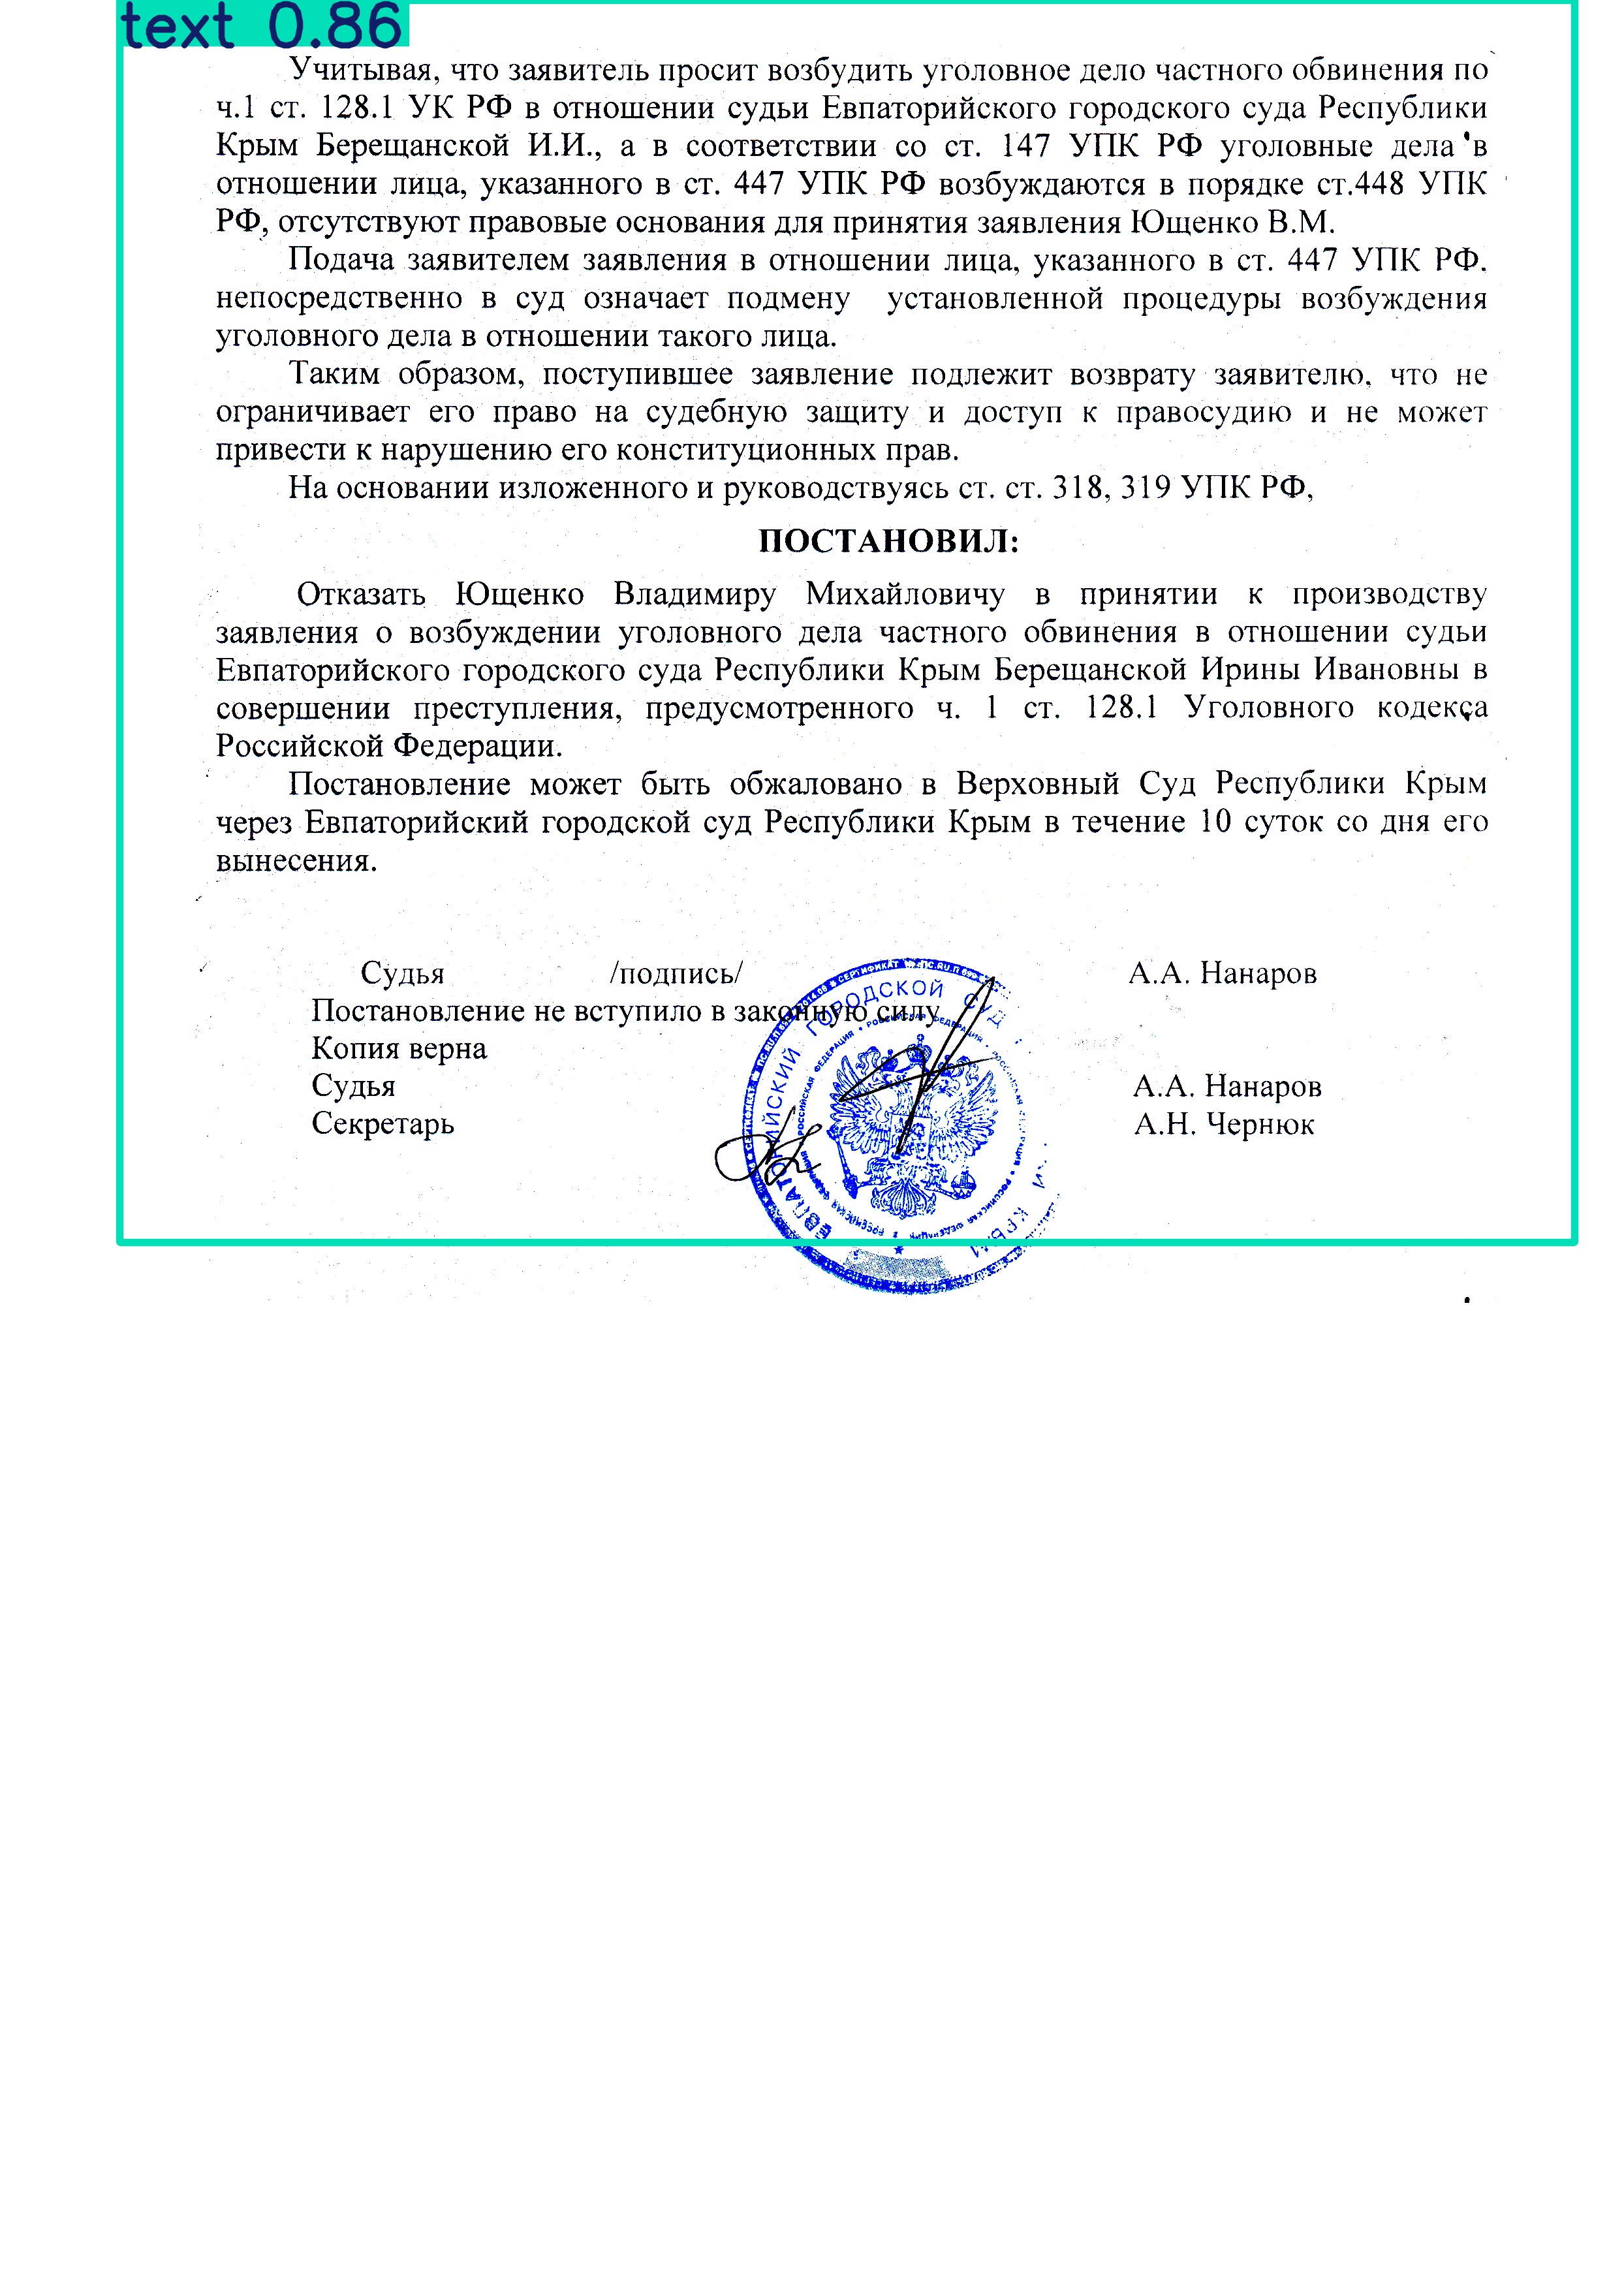 text 0.86
Учитывая, что заявитель просит возбудить уголовное дело частного обвинения по
ч.1 ст. 128.1 УК РФ в отношении судьи Евпаторийского городского суда Республики
Крым Берещанской И.И., а в соответствии со ст. 147 УПК РФ уголовные дела в
отношении лица, указанного в ст. 447 УПК РФ возбуждаются в порядке ст.448 УПК
РФ, отсутствуют правовые основания для принятия заявления Ющенко В.М.
Подача заявителем заявления в отношении лица, указанного в ст. 447 УПК РФ.
непосредственно в суд означает подмену установленной процедуры возбуждения
уголовного дела в отношении такого лица.
Таким образом, поступившее заявление подлежит возврату заявителю, что не
ограничивает его право на судебную защиту и доступ к правосудию и не может
привести к нарушению его конституционных прав.
На основании изложенного и руководствуясь ст. ст. 318, 319 УПК РФ,
ПОСТАНОВИЛ:
Отказать Ющенко Владимиру Михайловичу в принятии к производству
заявления о возбуждении уголовного дела частного обвинения в отношении судьи
Евпаторийского городского суда Республики Крым Берещанской Ирины Ивановны в
совершении преступления, предусмотренного ч. 1 ст. 128.1 Уголовного кодекса
Российской Федерации.
Постановление может быть обжаловано в Верховный Суд Республики Крым
через Евпаторийский городской суд Республики Крым в течение 10 суток со дня его
вынесения.
Судья /подпись/ А.А. Нанаров
Постановление не вступило в законную силу
Копия верна
Судья А.А. Нанаров
Секретарь А.Н. Чернюк
ЕВПАТОРИЙСКИЙ ГОРОДСКОЙ СУД
КРЫМ
РОССИЙСКАЯ ФЕДЕРАЦИЯ • РОССИЙСКАЯ ФЕДЕРАЦИЯ